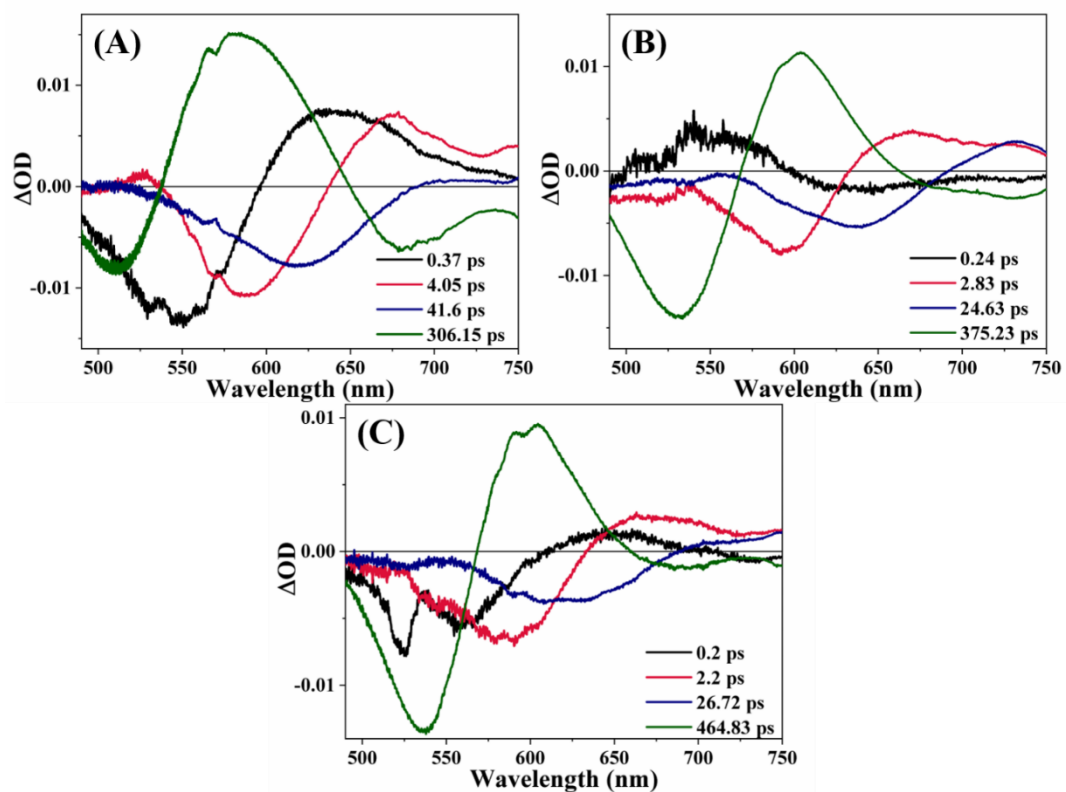 (A)
0.01
0.00
-0.01
ΔOD
0.37 ps
4.05 ps
41.6 ps
306.15 ps
500 550 600 650 700 750
Wavelength (nm)
(B)
0.01
0.00
-0.01
ΔOD
0.24 ps
2.83 ps
24.63 ps
375.23 ps
500 550 600 650 700 750
Wavelength (nm)
(C)
0.01
0.00
-0.01
ΔOD
0.2 ps
2.2 ps
26.72 ps
464.83 ps
500 550 600 650 700 750
Wavelength (nm)